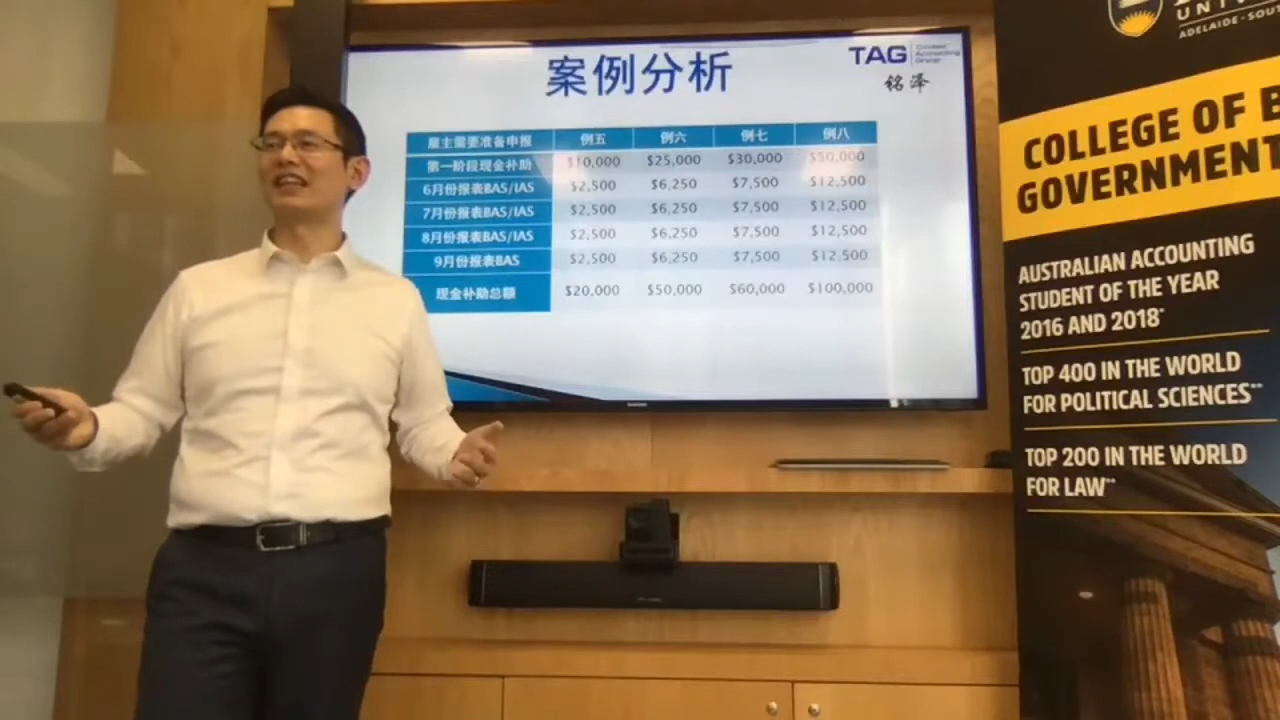 案例分析
TAG
Accounting
Group
铭泽
雇主需要准备申报 例五 例六 例七 例八
第一阶段现金补助 $10,000 $25,000 $30,000 $50,000
6月份报表BAS/IAS $2,500 $6,250 $7,500 $12,500
7月份报表BAS/IAS $2,500 $6,250 $7,500 $12,500
8月份报表BAS/IAS $2,500 $6,250 $7,500 $12,500
9月份报表BAS $2,500 $6,250 $7,500 $12,500
现金补助总额 $20,000 $50,000 $60,000 $100,000
UNIV
ADELAIDE · SOUT
COLLEGE OF B
GOVERNMENT
AUSTRALIAN ACCOUNTING
STUDENT OF THE YEAR
2016 AND 2018*
TOP 400 IN THE WORLD
FOR POLITICAL SCIENCES**
TOP 200 IN THE WORLD
FOR LAW**